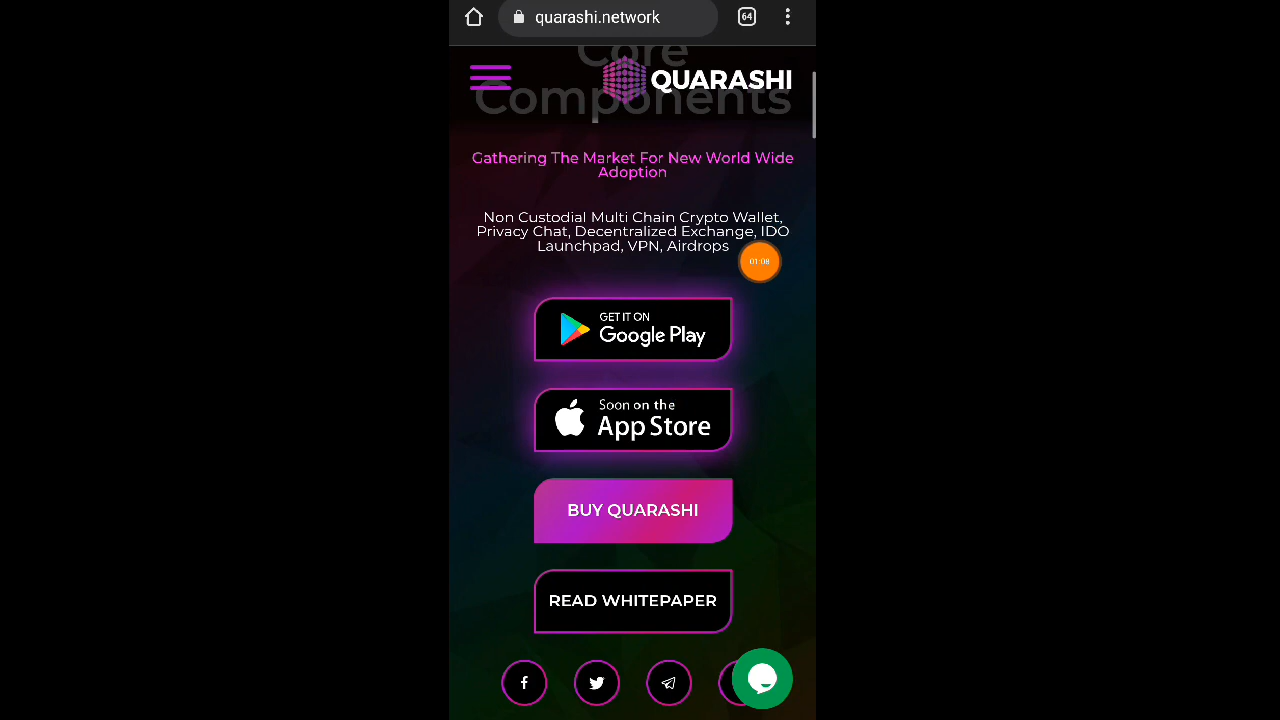 quarashi.network
64
Core
Components
QUARASHI
Gathering The Market For New World Wide
Adoption
Non Custodial Multi Chain Crypto Wallet,
Privacy Chat, Decentralized Exchange, IDO
Launchpad, VPN, Airdrops
01:08
GET IT ON
Google Play
Soon on the
App Store
BUY QUARASHI
READ WHITEPAPER